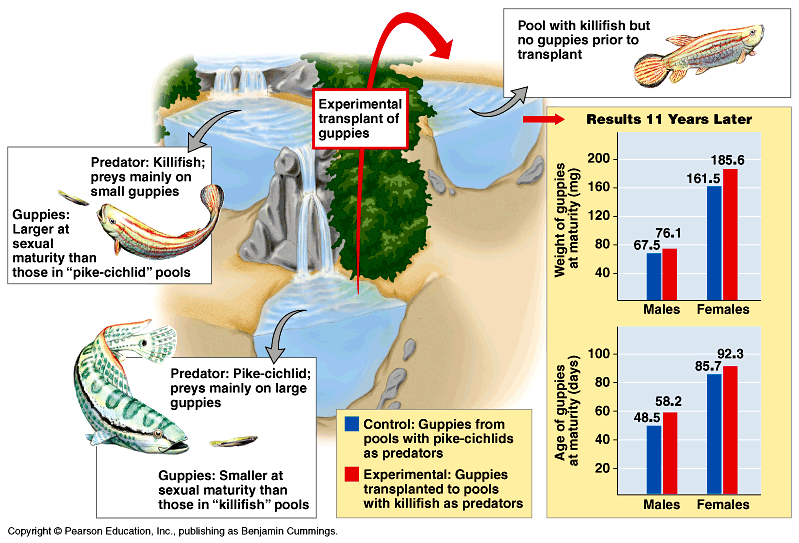 Pool with killifish but
no guppies prior to
transplant
Experimental
transplant of
guppies
Predator: Killifish;
preys mainly on
small guppies
Guppies:
Larger at
sexual
maturity than
those in “pike-cichlid” pools
Predator: Pike-cichlid;
preys mainly on large
guppies
Guppies: Smaller at
sexual maturity than
those in “killifish” pools
Control: Guppies from
pools with pike-cichlids
as predators
Experimental: Guppies
transplanted to pools
with killifish as predators
Results 11 Years Later
Weight of guppies
at maturity (mg)
200
160
120
80
40
67.5
76.1
161.5
185.6
Males
Females
Age of guppies
at maturity (days)
100
80
60
40
20
48.5
58.2
85.7
92.3
Males
Females
Copyright © Pearson Education, Inc., publishing as Benjamin Cummings.